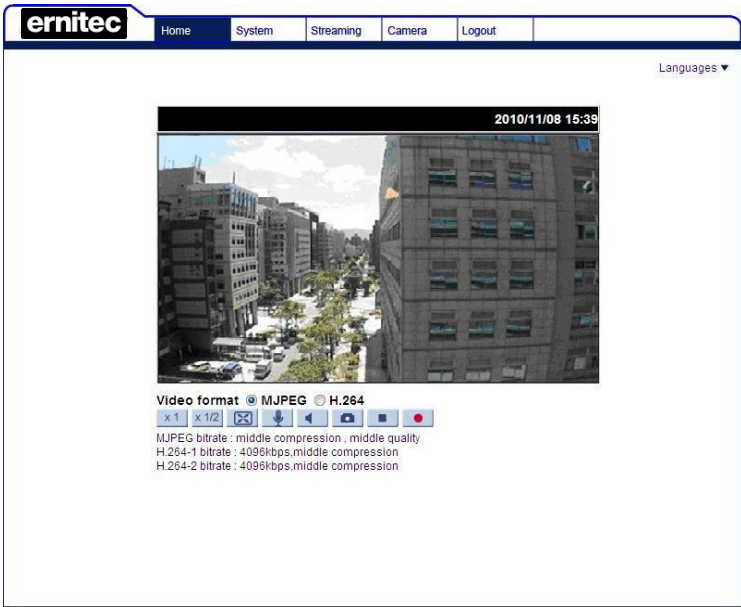 ernitec
Home System Streaming Camera Logout
Languages ▼
2010/11/08 15:39
Video format MJPEG H.264
x 1 x 1/2
MJPEG bitrate : middle compression , middle quality
H.264-1 bitrate : 4096kbps,middle compression
H.264-2 bitrate : 4096kbps,middle compression